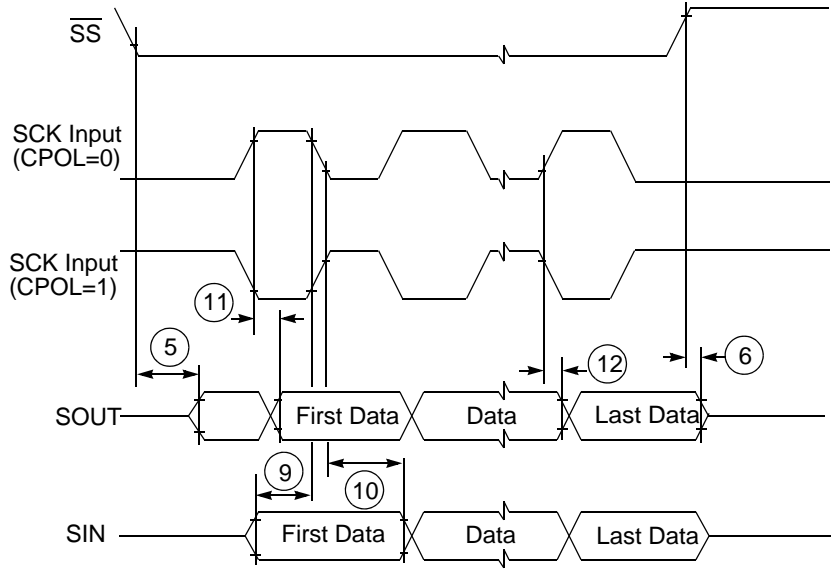 SS
SCK Input
(CPOL=0)
SCK Input
(CPOL=1)
11
5
12
6
SOUT
First Data
Data
Last Data
9
10
SIN
First Data
Data
Last Data